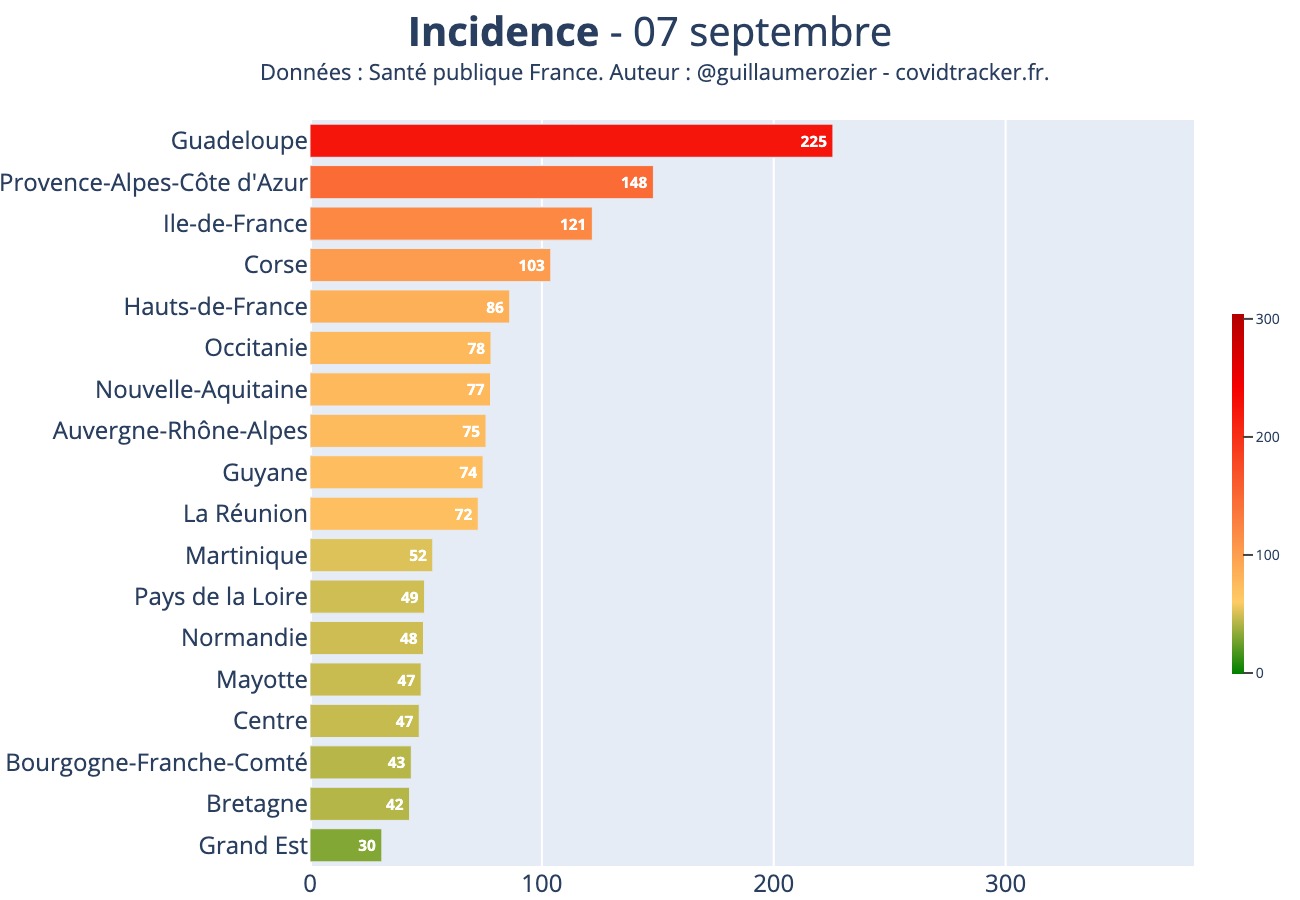 Incidence - 07 septembre
Données : Santé publique France. Auteur : @guillaumerozier - covidtracker.fr.
Guadeloupe 225
Provence-Alpes-Côte d'Azur 148
Ile-de-France 121
Corse 103
Hauts-de-France 86
Occitanie 78
Nouvelle-Aquitaine 77
Auvergne-Rhône-Alpes 75
Guyane 74
La Réunion 72
Martinique 52
Pays de la Loire 49
Normandie 48
Mayotte 47
Centre 47
Bourgogne-Franche-Comté 43
Bretagne 42
Grand Est 30
0 100 200 300
300
200
100
0